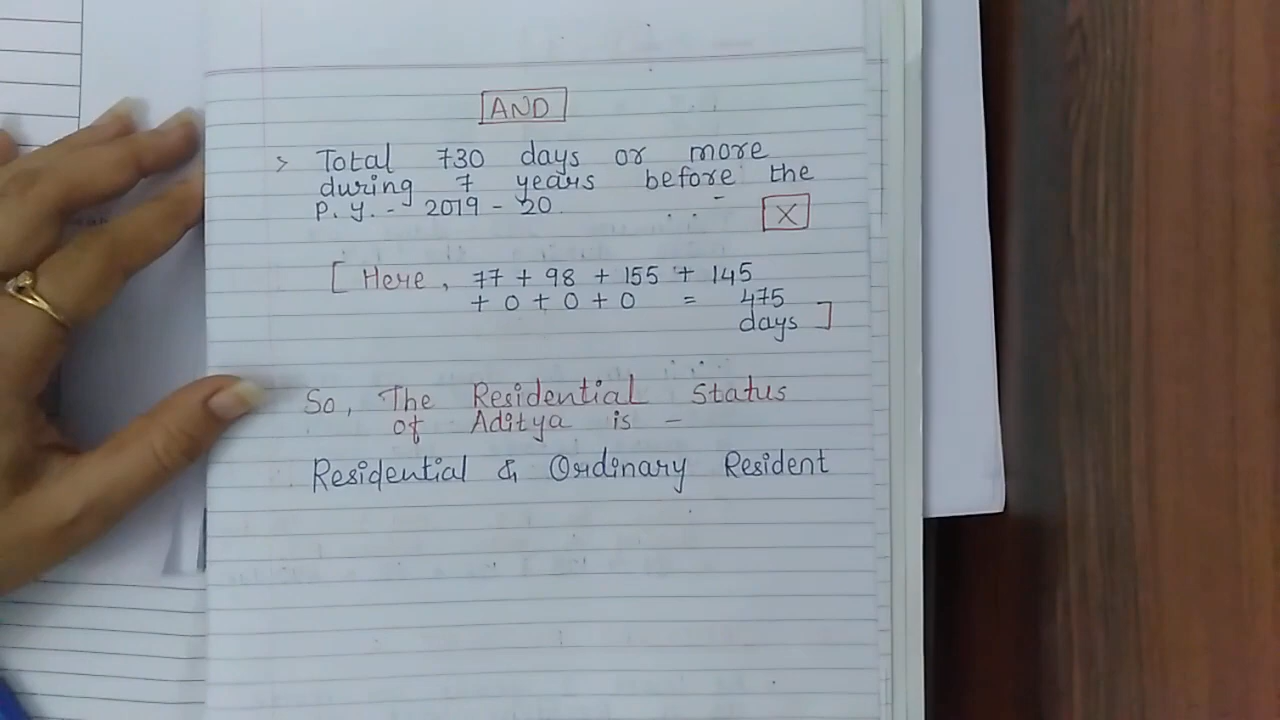 AND
> Total 730 days or more
during 7 years before the
P.Y. - 2019 - 20
X
[ Here, 77 + 98 + 155 + 145
+ 0 + 0 + 0 = 475
days ]
So, The Residential Status
of Aditya is -
Residential & Ordinary Resident